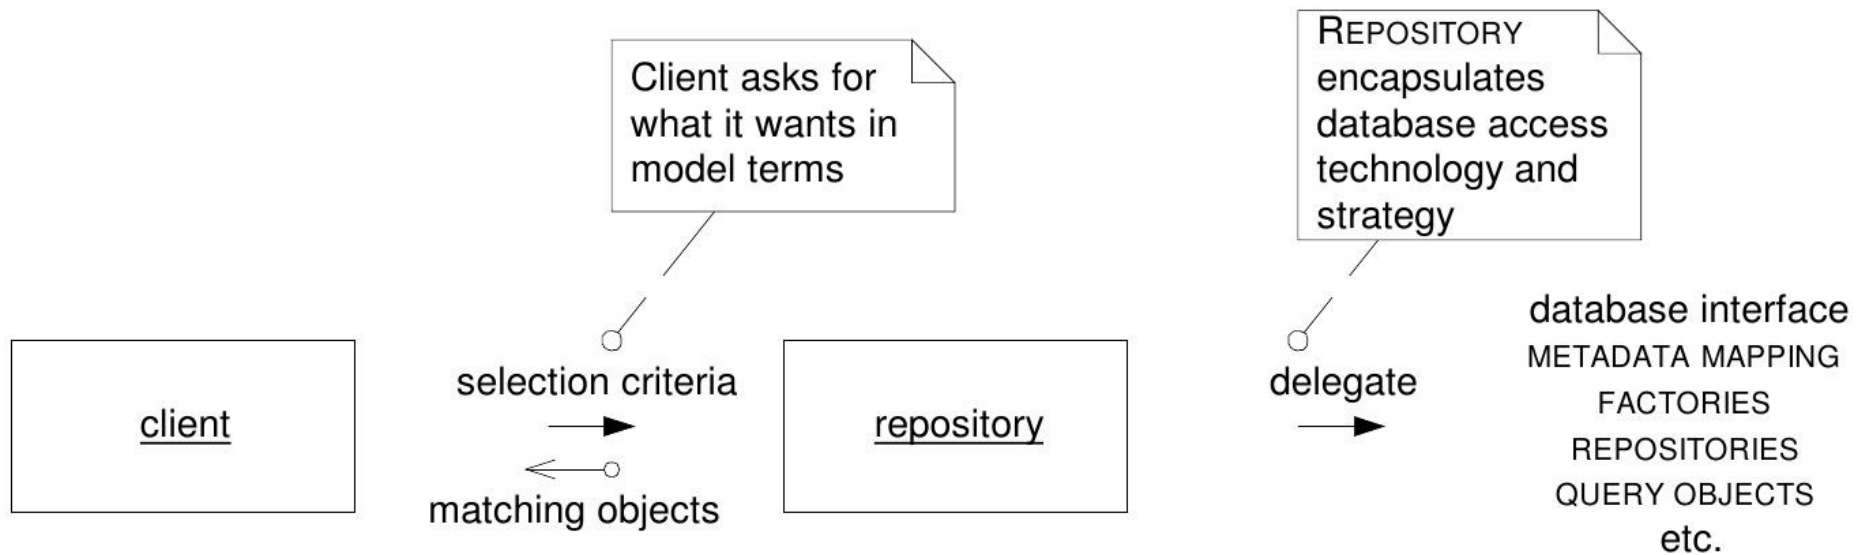 Client asks for
what it wants in
model terms
REPOSITORY
encapsulates
database access
technology and
strategy
client
selection criteria
matching objects
repository
delegate
database interface
METADATA MAPPING
FACTORIES
REPOSITORIES
QUERY OBJECTS
etc.